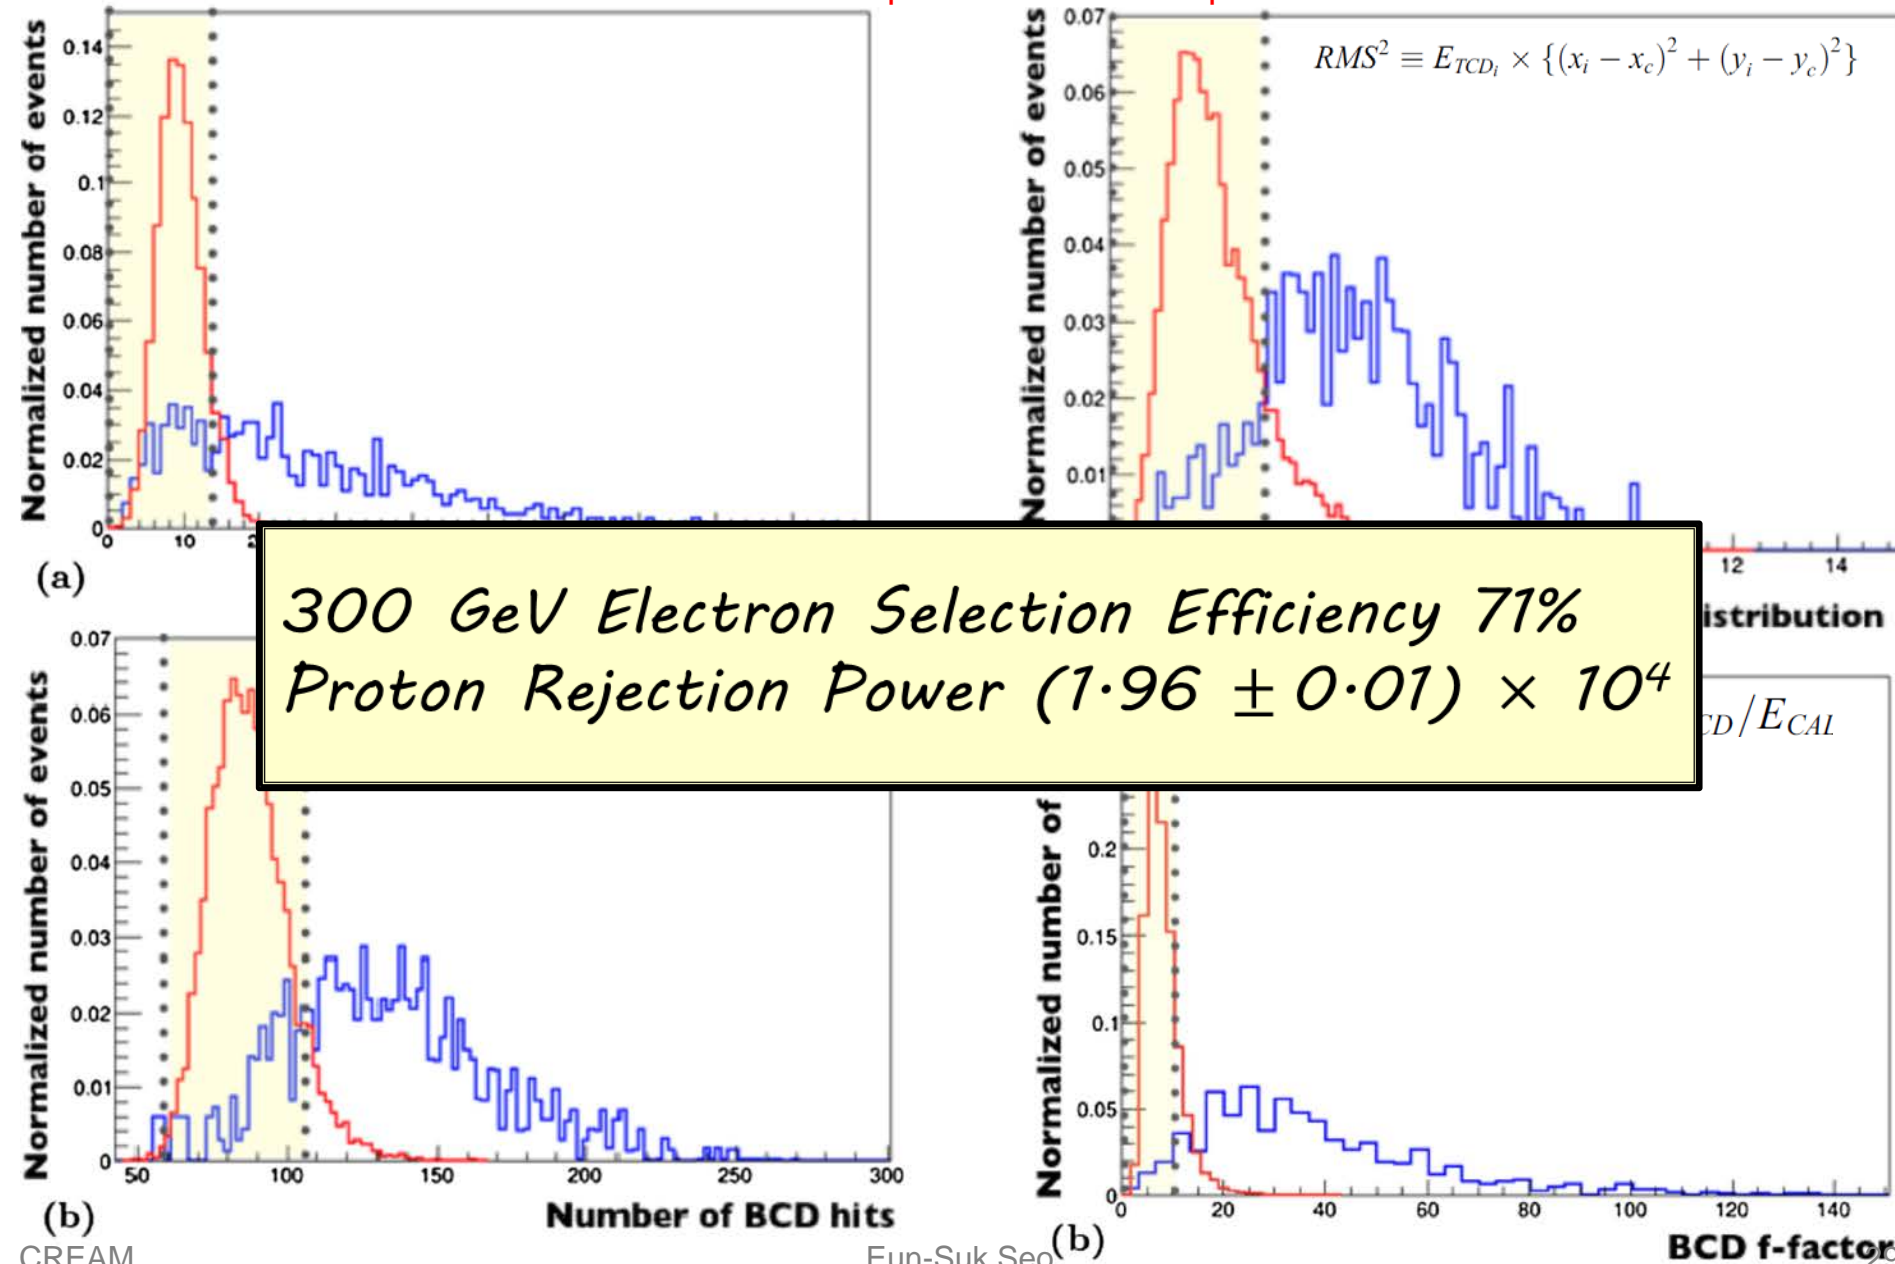 Normalized number of events
0.14
0.12
0.1
0.08
0.06
0.04
0.02
0
0 10
(a)
Normalized number of events
0.07
0.06
0.05
0.04
0.03
0.02
0.01
RMS² ≡ E_TCDi × {(x_i − x_c)² + (y_i − y_c)²}
12 14
istribution
300 GeV Electron Selection Efficiency 71%
Proton Rejection Power (1.96 ± 0.01) × 10⁴
Normalized number of events
0.07
0.06
0.05
0.04
0.03
0.02
0.01
0
50 100 150 200 250 300
Number of BCD hits
(b)
CD/E_CAL
Normalized number of
0.2
0.15
0.1
0.05
0
0 20 40 60 80 100 120 140
BCD f-factor
(b)
CREAM
Eun-Suk Seo